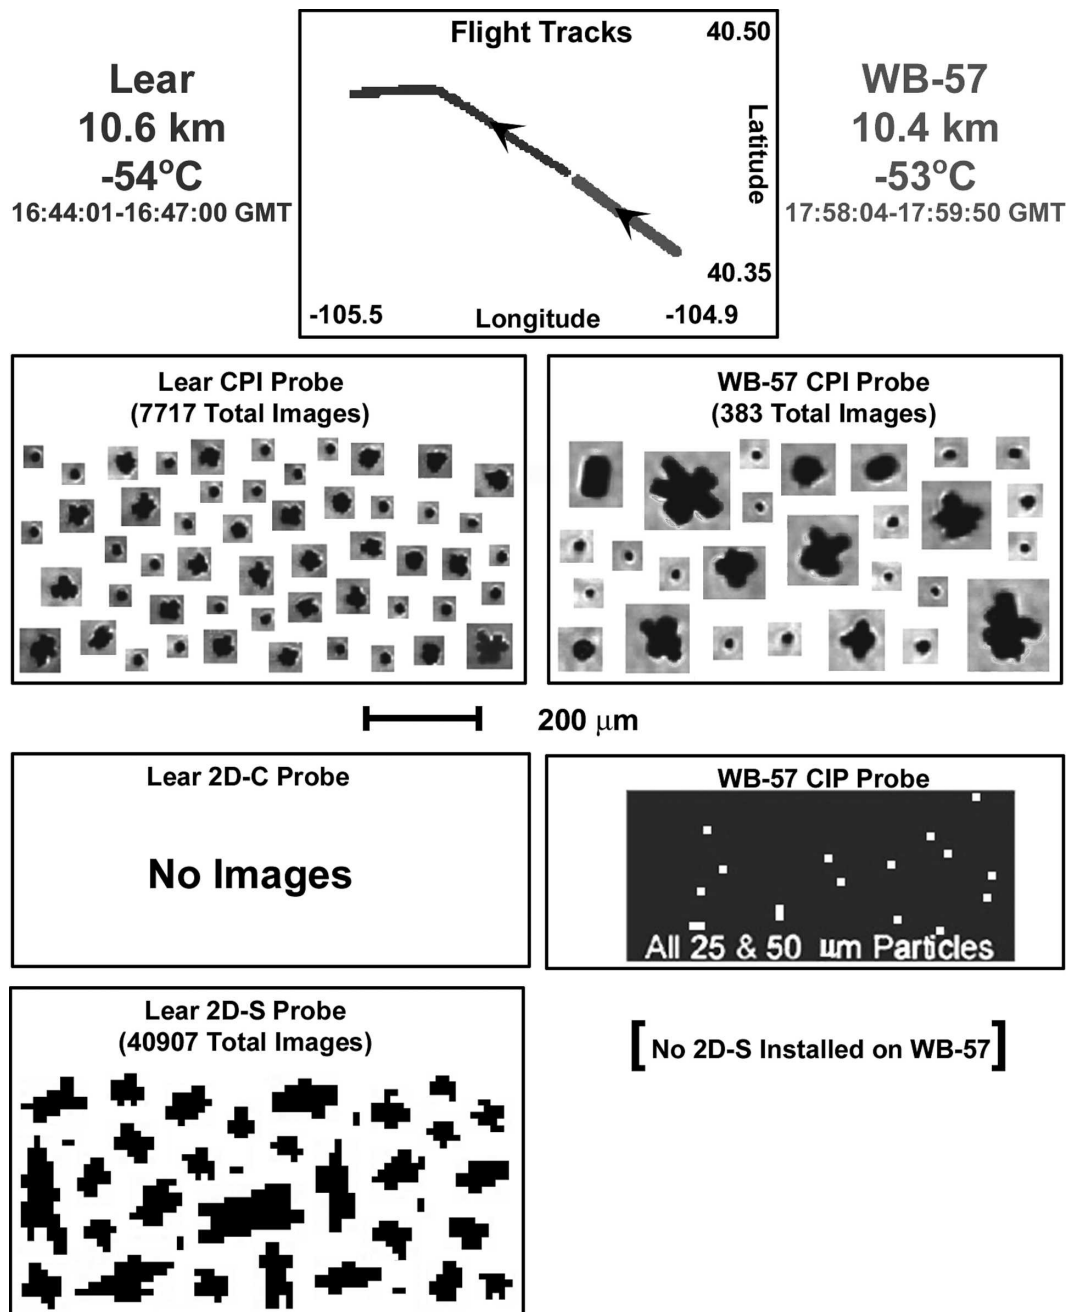 Flight Tracks
40.50
Latitude
40.35
-105.5
Longitude
-104.9
Lear
10.6 km
-54ºC
16:44:01-16:47:00 GMT
WB-57
10.4 km
-53ºC
17:58:04-17:59:50 GMT
Lear CPI Probe
(7717 Total Images)
WB-57 CPI Probe
(383 Total Images)
200 μm
Lear 2D-C Probe
No Images
WB-57 CIP Probe
All 25 & 50 μm Particles
Lear 2D-S Probe
(40907 Total Images)
[No 2D-S Installed on WB-57]